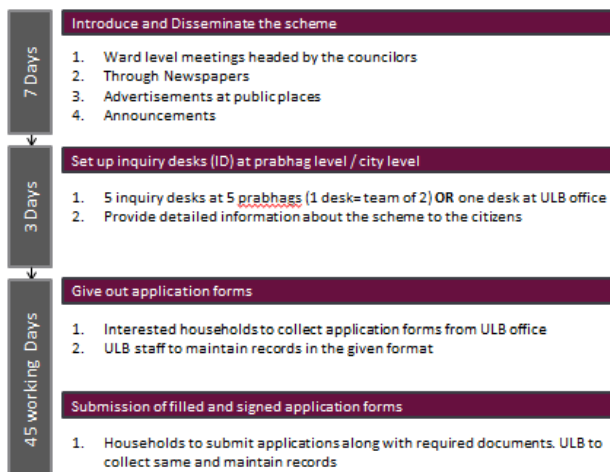 7 Days
Introduce and Disseminate the scheme
1. Ward level meetings headed by the councilors
2. Through Newspapers
3. Advertisements at public places
4. Announcements
3 Days
Set up inquiry desks (ID) at prabhag level / city level
1. 5 inquiry desks at 5 prabhags (1 desk= team of 2) OR one desk at ULB office
2. Provide detailed information about the scheme to the citizens
45 working Days
Give out application forms
1. Interested households to collect application forms from ULB office
2. ULB staff to maintain records in the given format
Submission of filled and signed application forms
1. Households to submit applications along with required documents. ULB to
collect same and maintain records